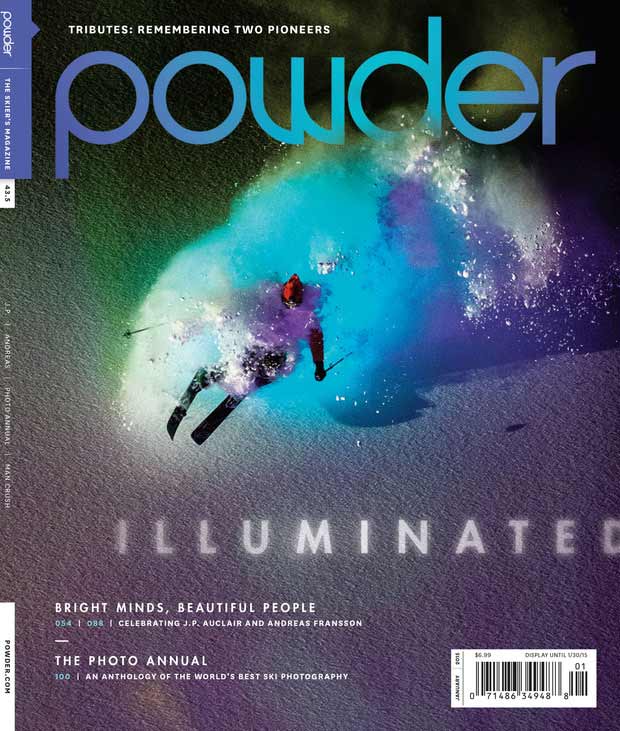 TRIBUTES: REMEMBERING TWO PIONEERS
powder
powder
THE SKIER'S MAGAZINE
43.5
J.P. | ANDREAS | PHOTO ANNUAL | MAN CRUSH
POWDER.COM
ILLUMINATED
BRIGHT MINDS, BEAUTIFUL PEOPLE
054 | 088 | CELEBRATING J.P. AUCLAIR AND ANDREAS FRANSSON
THE PHOTO ANNUAL
100 | AN ANTHOLOGY OF THE WORLD'S BEST SKI PHOTOGRAPHY
JANUARY | 2015
$6.99 DISPLAY UNTIL 1/30/15
01
0 71486 34948 8